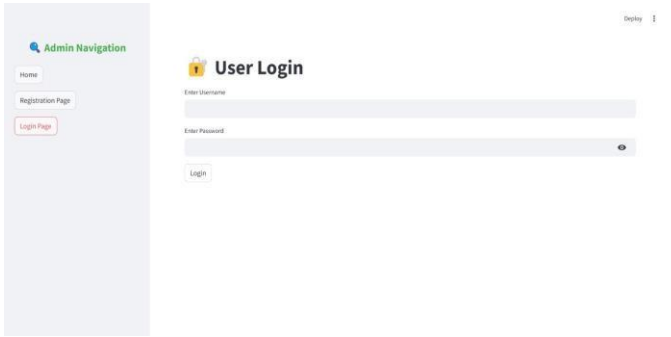 Deploy
Admin Navigation
Home
Registration Page
Login Page
User Login
Enter Username
Enter Password
Login